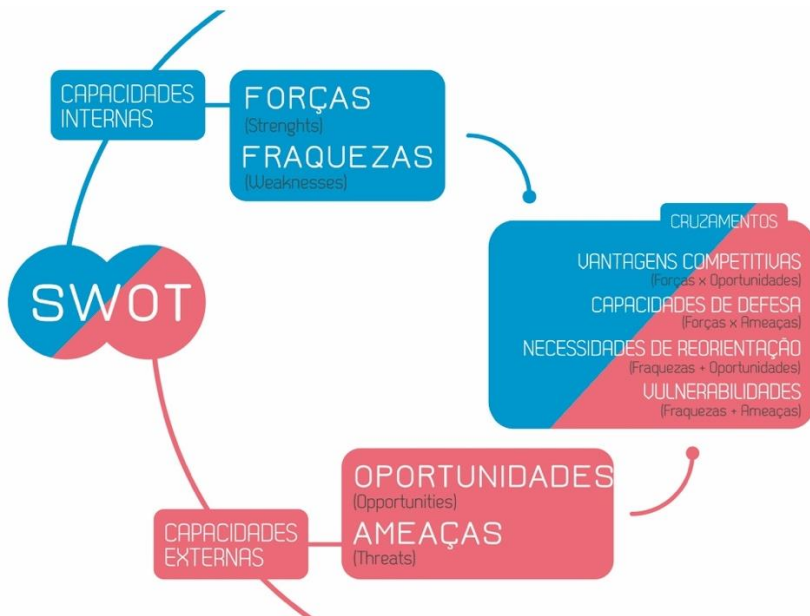 CAPACIDADES
INTERNAS
FORÇAS
(Strenghts)
FRAQUEZAS
(Weaknesses)
SWOT
CRUZAMENTOS
VANTAGENS COMPETITIVAS
(Forças x Oportunidades)
CAPACIDADES DE DEFESA
(Forças x Ameaças)
NECESSIDADES DE REORIENTAÇÃO
(Fraquezas + Oportunidades)
VULNERABILIDADES
(Fraquezas + Ameaças)
OPORTUNIDADES
(Opportunities)
AMEAÇAS
(Threats)
CAPACIDADES
EXTERNAS